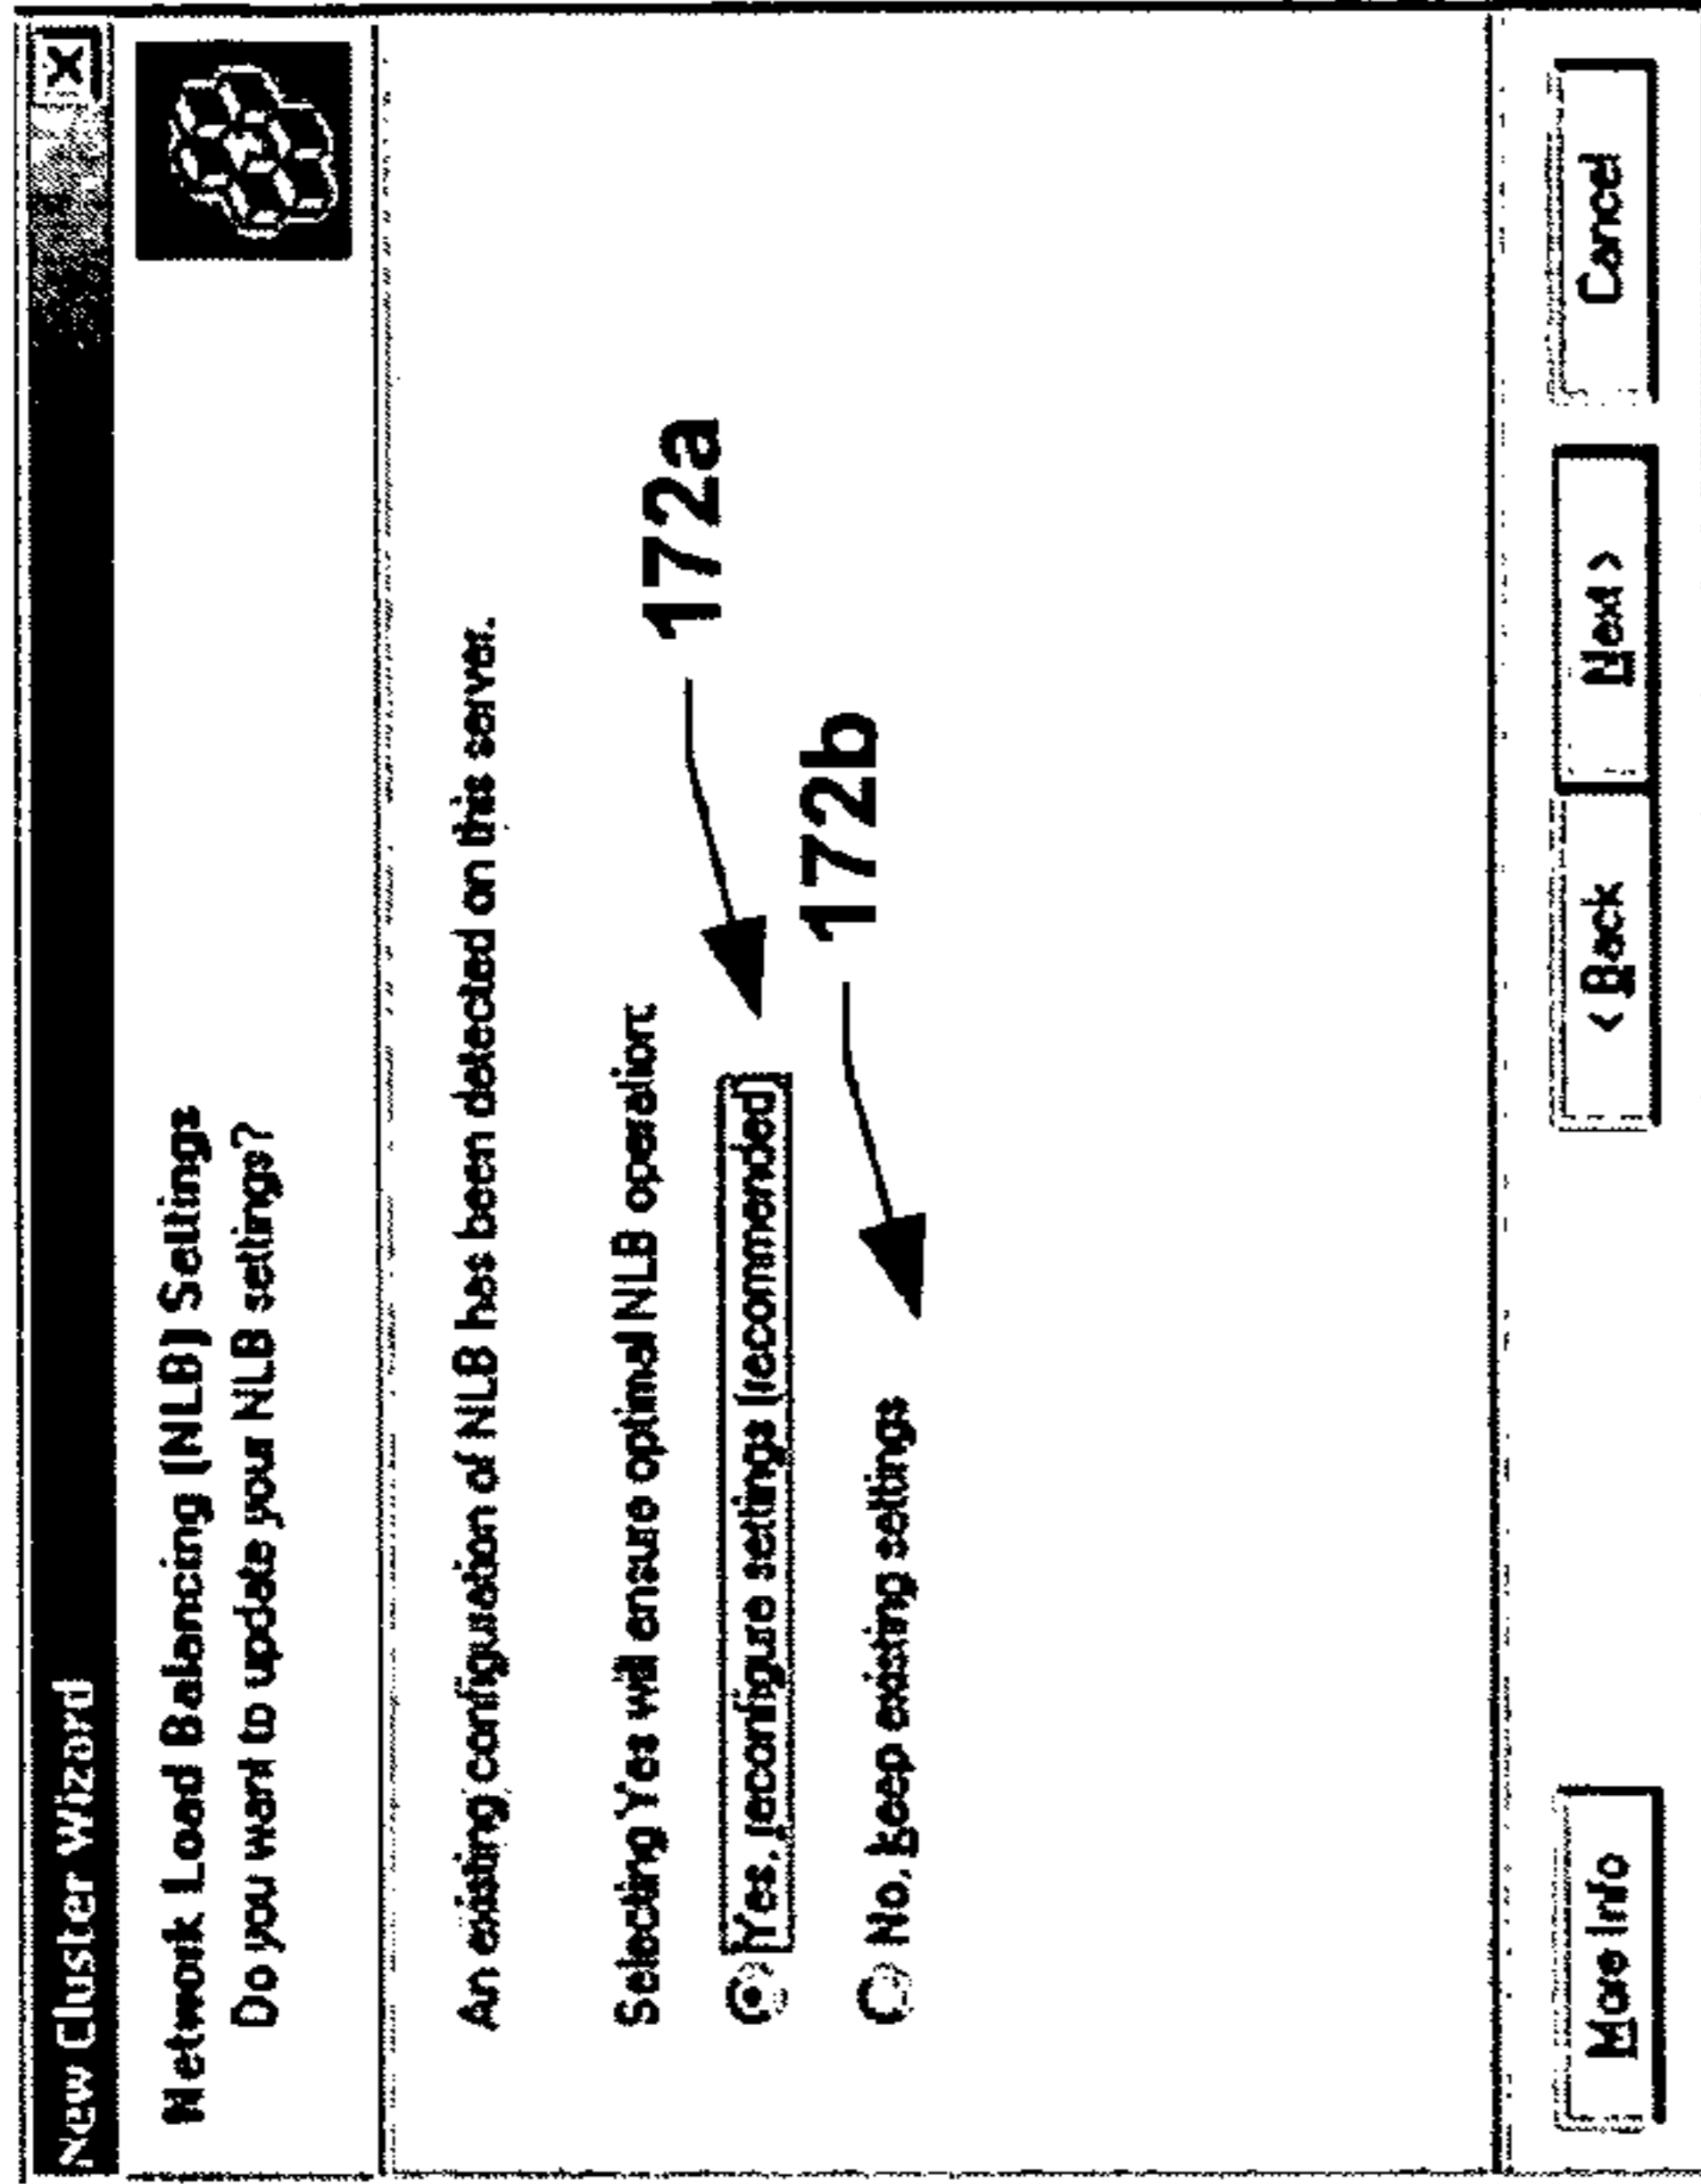 New Cluster Wizard
X
Network Load Balancing (NLB) Settings
Do you want to update your NLB settings?
An existing configuration of NLB has been detected on this server.
Selecting Yes will ensure optimal NLB operation:
Yes, reconfigure settings (recommended)
172a
172b
No, keep existing settings
More Info
< Back
Next >
Cancel